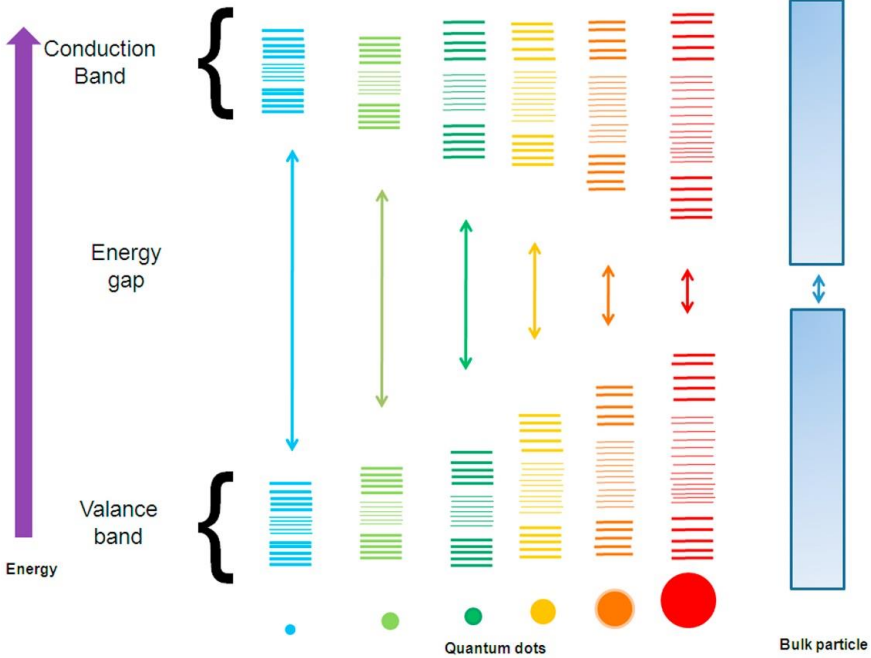 Conduction
Band
Energy
gap
Valance
band
Energy
Quantum dots
Bulk particle